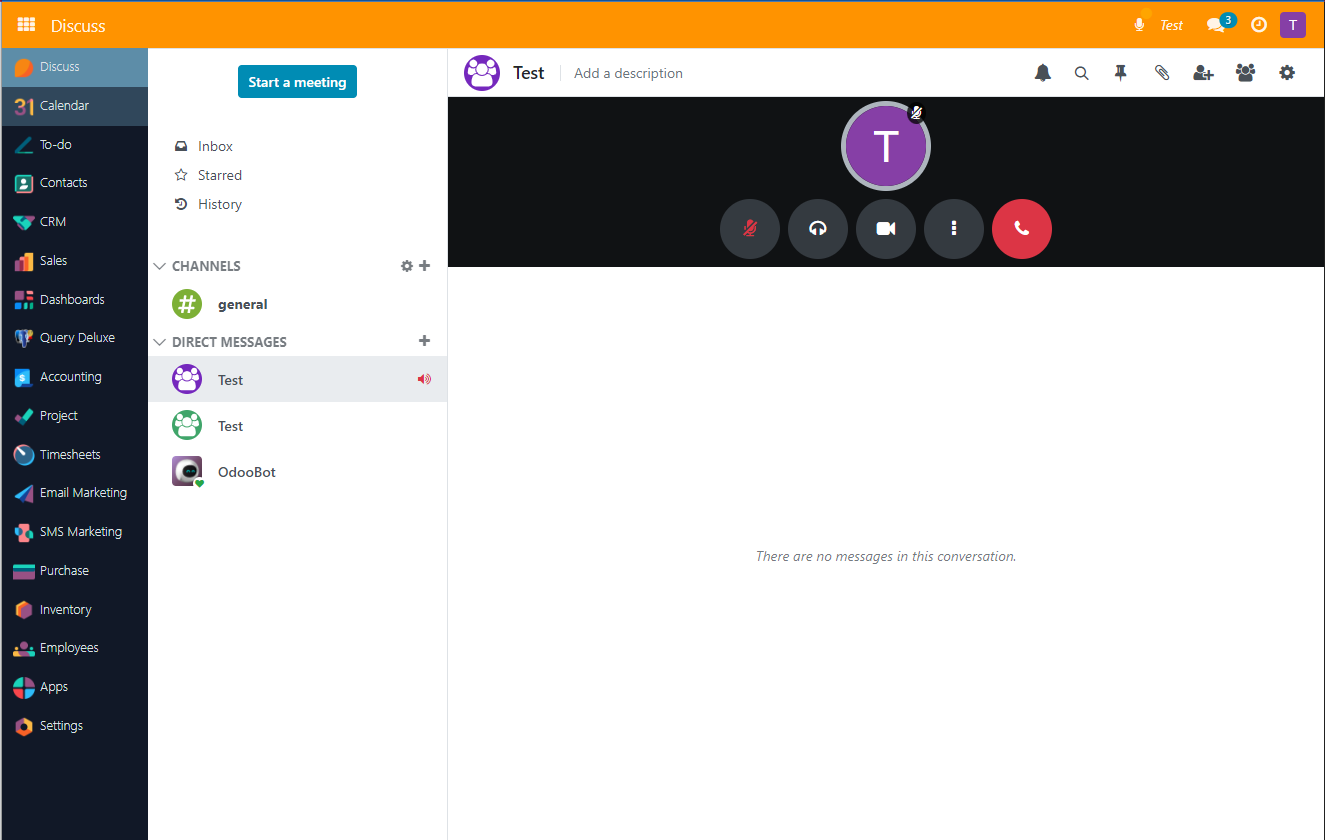 Discuss
Test
3
T
Discuss
31 Calendar
To-do
Contacts
CRM
Sales
Dashboards
Query Deluxe
$ Accounting
Project
Timesheets
Email Marketing
SMS Marketing
Purchase
Inventory
Employees
Apps
Settings
Start a meeting
Inbox
Starred
History
CHANNELS
# general
DIRECT MESSAGES
Test
Test
OdooBot
Test
Add a description
T
There are no messages in this conversation.